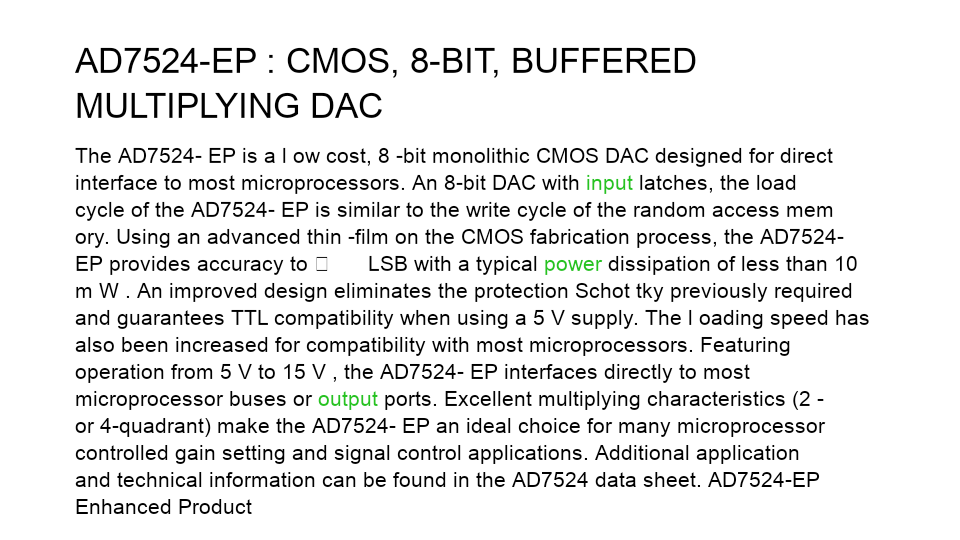 AD7524-EP : CMOS, 8-BIT, BUFFERED
MULTIPLYING DAC
The AD7524- EP is a l ow cost, 8 -bit monolithic CMOS DAC designed for direct
interface to most microprocessors. An 8-bit DAC with input latches, the load
cycle of the AD7524- EP is similar to the write cycle of the random access mem
ory. Using an advanced thin -film on the CMOS fabrication process, the AD7524-
EP provides accuracy to □ LSB with a typical power dissipation of less than 10
m W . An improved design eliminates the protection Schot tky previously required
and guarantees TTL compatibility when using a 5 V supply. The l oading speed has
also been increased for compatibility with most microprocessors. Featuring
operation from 5 V to 15 V , the AD7524- EP interfaces directly to most
microprocessor buses or output ports. Excellent multiplying characteristics (2 -
or 4-quadrant) make the AD7524- EP an ideal choice for many microprocessor
controlled gain setting and signal control applications. Additional application
and technical information can be found in the AD7524 data sheet. AD7524-EP
Enhanced Product